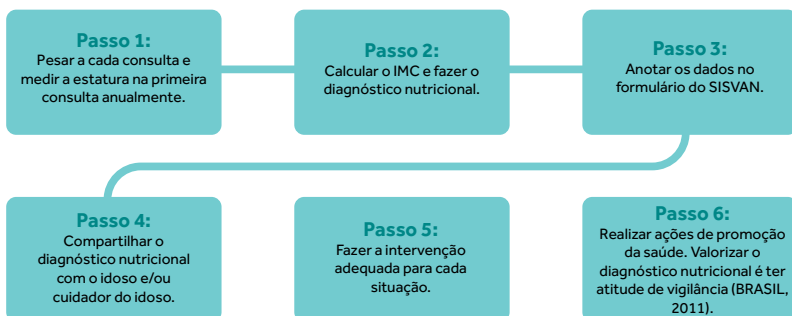 Passo 1:
Pesar a cada consulta e
medir a estatura na primeira
consulta anualmente.
Passo 2:
Calcular o IMC e fazer o
diagnóstico nutricional.
Passo 3:
Anotar os dados no
formulário do SISVAN.
Passo 4:
Compartilhar o
diagnóstico nutricional
com o idoso e/ou
cuidador do idoso.
Passo 5:
Fazer a intervenção
adequada para cada
situação.
Passo 6:
Realizar ações de promoção
da saúde. Valorizar o
diagnóstico nutricional é ter
atitude de vigilância (BRASIL,
2011).